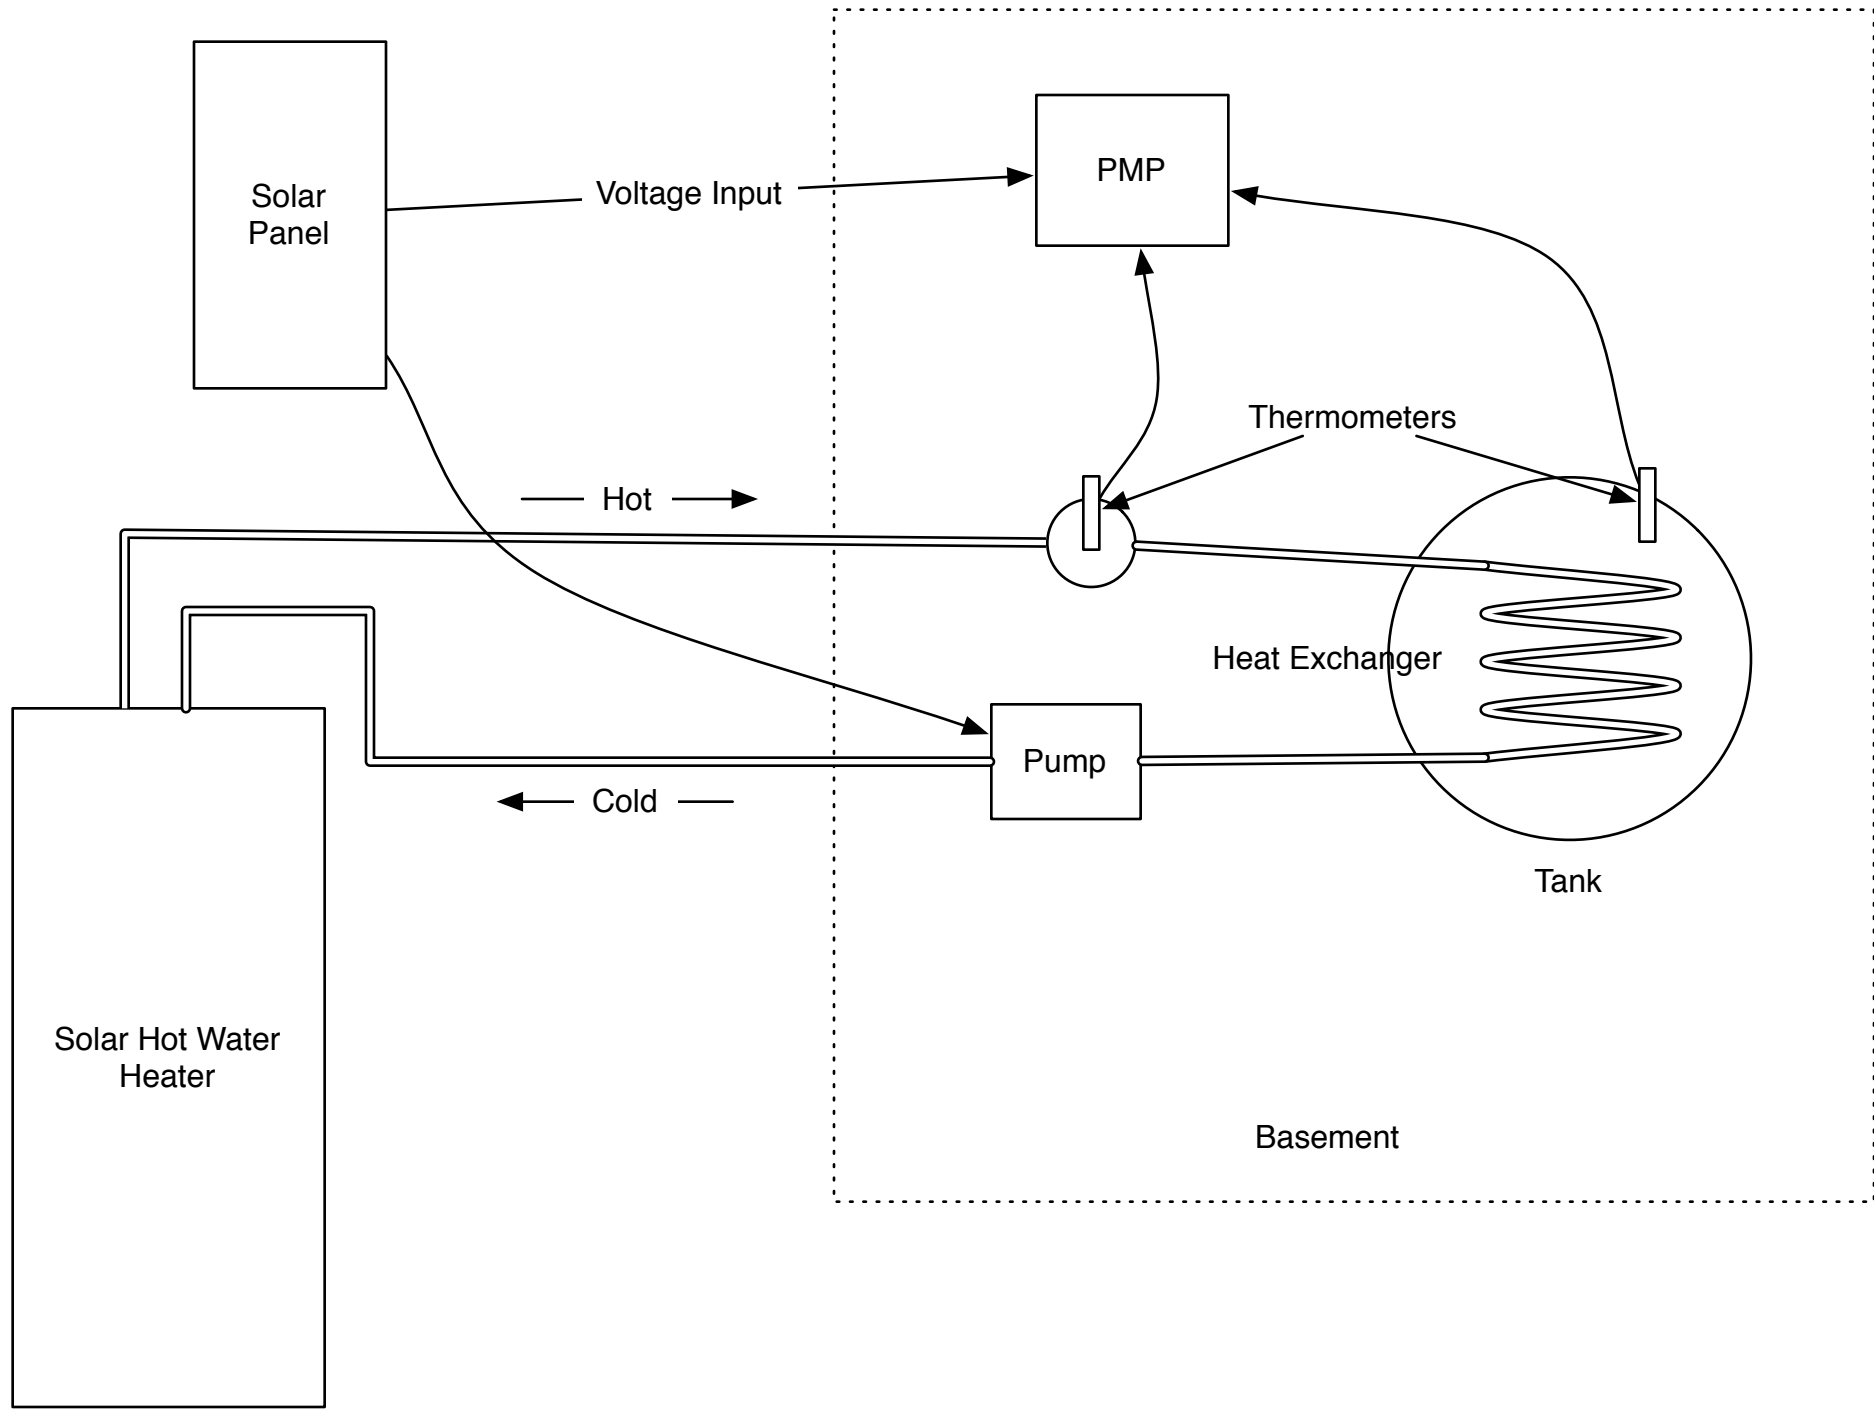 Solar
Panel
Voltage Input
PMP
Thermometers
Hot
Heat Exchanger
Pump
Cold
Tank
Solar Hot Water
Heater
Basement